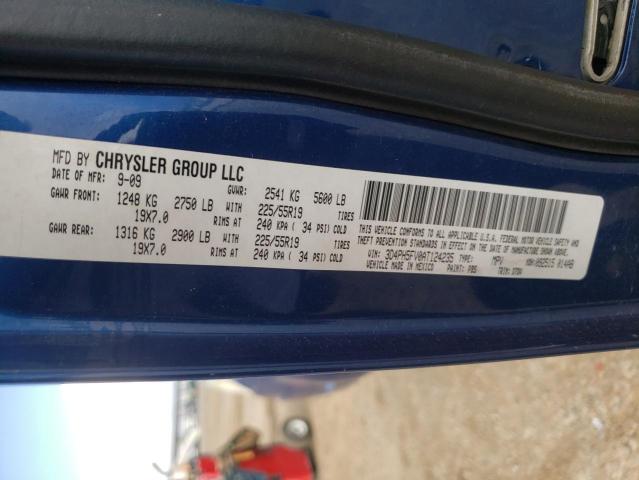 MFD BY CHRYSLER GROUP LLC
DATE OF MFR: 9-09 GVWR: 2541 KG 5600 LB
GAWR FRONT: 1248 KG 2750 LB WITH 225/55R19 TIRES
19X7.0 RIMS AT 240 KPA ( 34 PSI) COLD
GAWR REAR: 1316 KG 2900 LB WITH 225/55R19 TIRES
19X7.0 RIMS AT 240 KPA ( 34 PSI) COLD
THIS VEHICLE CONFORMS TO ALL APPLICABLE U.S.A. FEDERAL MOTOR VEHICLE SAFETY AND
THEFT PREVENTION STANDARDS IN EFFECT ON THE DATE OF MANUFACTURE SHOWN ABOVE.
VIN: 3D4PH5FV0AT124235 TYPE: MPV MDH:
VEHICLE MADE IN MEXICO PAINT: PBS TRIM: